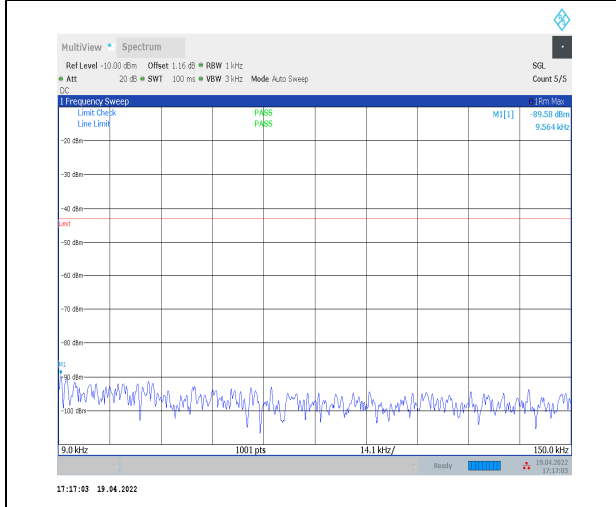 MultiView Spectrum
Ref Level -10.00 dBm Offset 1.16 dB RBW 1 kHz SGL
Att 20 dB SWT 100 ms VBW 3 kHz Mode Auto Sweep Count 5/5
DC
1 Frequency Sweep 1Rm Max
Limit Check PASS M1[1] -89.58 dBm
Line Limit PASS 9.564 kHz
-20 dBm
-30 dBm
-40 dBm
Limit
-50 dBm
-60 dBm
-70 dBm
-80 dBm
M1
-90 dBm
-100 dBm
9.0 kHz 1001 pts 14.1 kHz/ 150.0 kHz
Ready 19.04.2022
17:17:03
17:17:03 19.04.2022